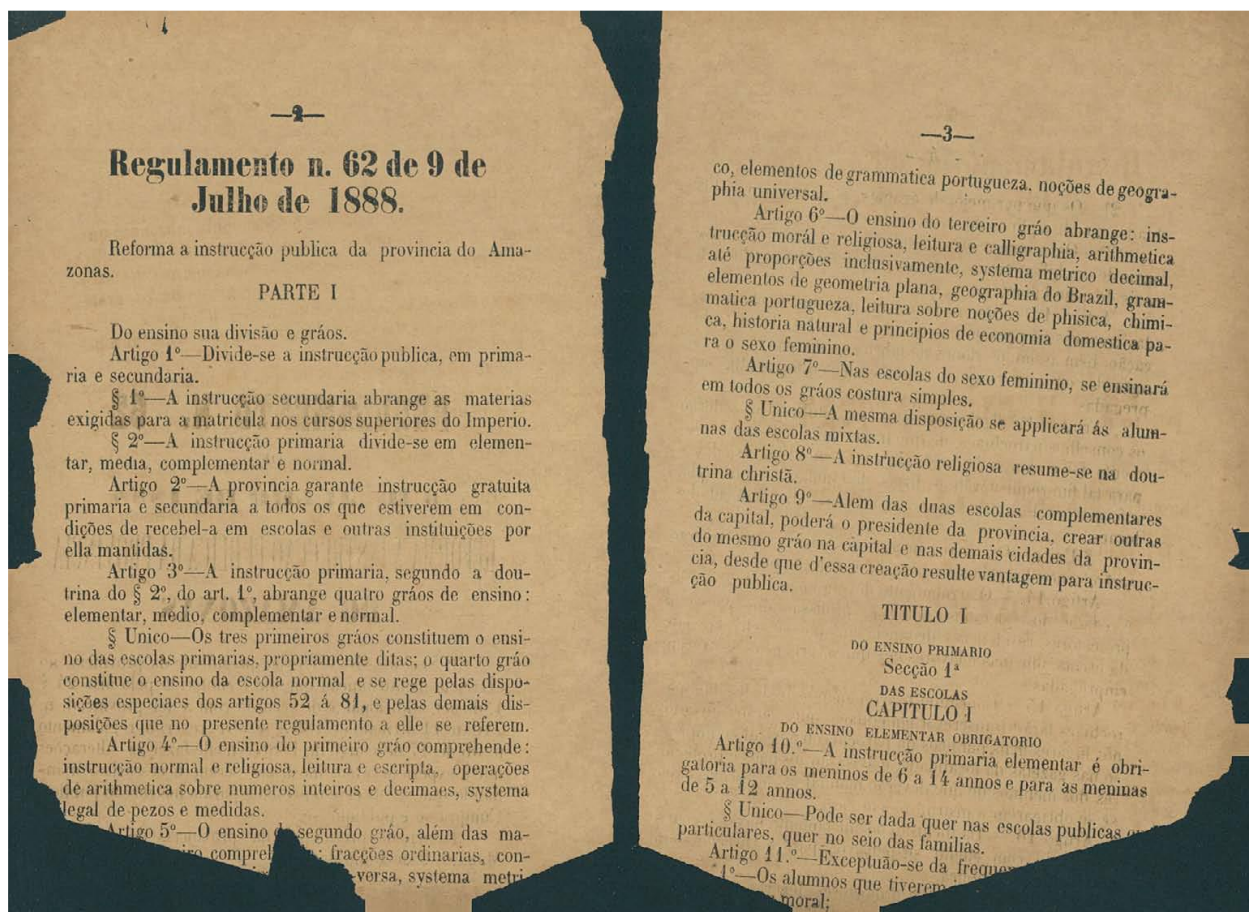 —2—
Regulamento n. 62 de 9 de
Julho de 1888.
Reforma a instrucção publica da provincia do Ama-
zonas.
PARTE I
Do ensino sua divisão e gráos.
Artigo 1º—Divide-se a instrucção publica, em prima-
ria e secundaria.
§ 1º—A instrucção secundaria abrange as materias
exigidas para a matricula nos cursos superiores do Imperio.
§ 2º—A instrucção primaria divide-se em elemen-
tar, media, complementar e normal.
Artigo 2º—A provincia garante instrucção gratuita
primaria e secundaria a todos os que estiverem em con-
dições de recebel-a em escolas e outras instituições por
ella mantidas.
Artigo 3º—A instrucção primaria, segundo a dou-
trina do § 2º, do art. 1º, abrange quatro gráos de ensino:
elementar, medio, complementar e normal.
§ Unico—Os tres primeiros gráos constituem o ensi-
no das escolas primarias, propriamente ditas; o quarto gráo
constitue o ensino da escola normal e se rege pelas dispo-
sições especiaes dos artigos 52 á 81, e pelas demais dis-
posições que no presente regulamento a elle se referem.
Artigo 4º—O ensino do primeiro gráo comprehende:
instrucção normal e religiosa, leitura e escripta, operações
de arithmetica sobre numeros inteiros e decimaes, systema
legal de pezos e medidas.
Artigo 5º—O ensino segundo gráo, além das ma-
fracções ordinarias, con-
versa, systema metri
—3—
co, elementos de grammatica portugueza, noções de geogra-
phia universal.
Artigo 6º—O ensino do terceiro gráo abrange: ins-
trucção morál e religiosa, leitura e calligraphia, arithmetica
até proporções inclusivamente, systema metrico decimal,
elementos de geometria plana, geographia do Brazil, gram-
matica portugueza, leitura sobre noções de phisica, chimi-
ca, historia natural e principios de economia domestica pa-
ra o sexo feminino.
Artigo 7º—Nas escolas do sexo feminino, se ensinará
em todos os gráos costura simples.
§ Unico—A mesma disposição se applicará ás alum-
nas das escolas mixtas.
Artigo 8º—A instrucção religiosa resume-se na dou-
trina christã.
Artigo 9º—Alem das duas escolas complementares
da capital, poderá o presidente da provincia, crear outras
do mesmo gráo na capital e nas demais cidades da provin-
cia, desde que d'essa creação resulte vantagem para instruc-
ção publica.
TITULO I
DO ENSINO PRIMARIO
Secção 1ª
DAS ESCOLAS
CAPITULO I
DO ENSINO ELEMENTAR OBRIGATORIO
Artigo 10.º—A instrucção primaria elementar é obri-
gatoria para os meninos de 6 a 14 annos e para as meninas
de 5 a 12 annos.
§ Unico—Pode ser dada quer nas escolas publicas
particulares, quer no seio das familias.
Artigo 11.º—Exceptuão-se da
1º—Os alumnos que tiverem
moral;